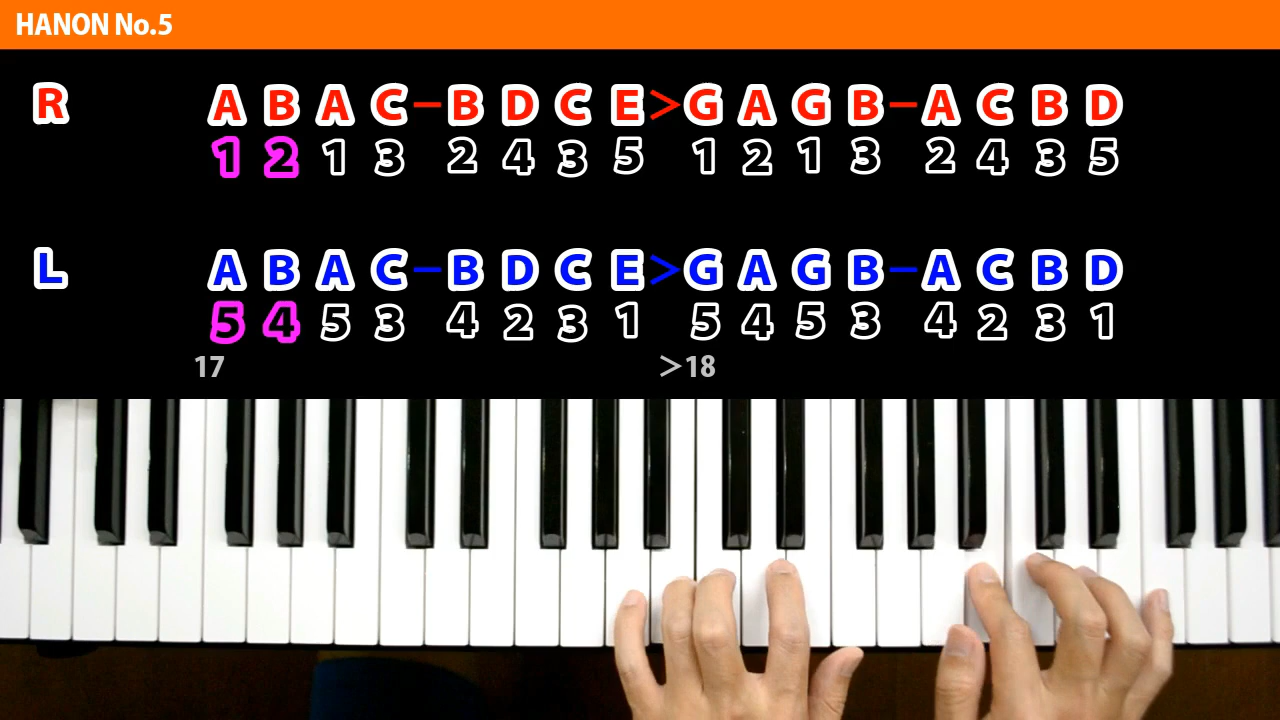 HANON No.5
R A B A C – B D C E > G A G B – A C B D
1 2 1 3 2 4 3 5 1 2 1 3 2 4 3 5
L A B A C – B D C E > G A G B – A C B D
5 4 5 3 4 2 3 1 5 4 5 3 4 2 3 1
17 >18